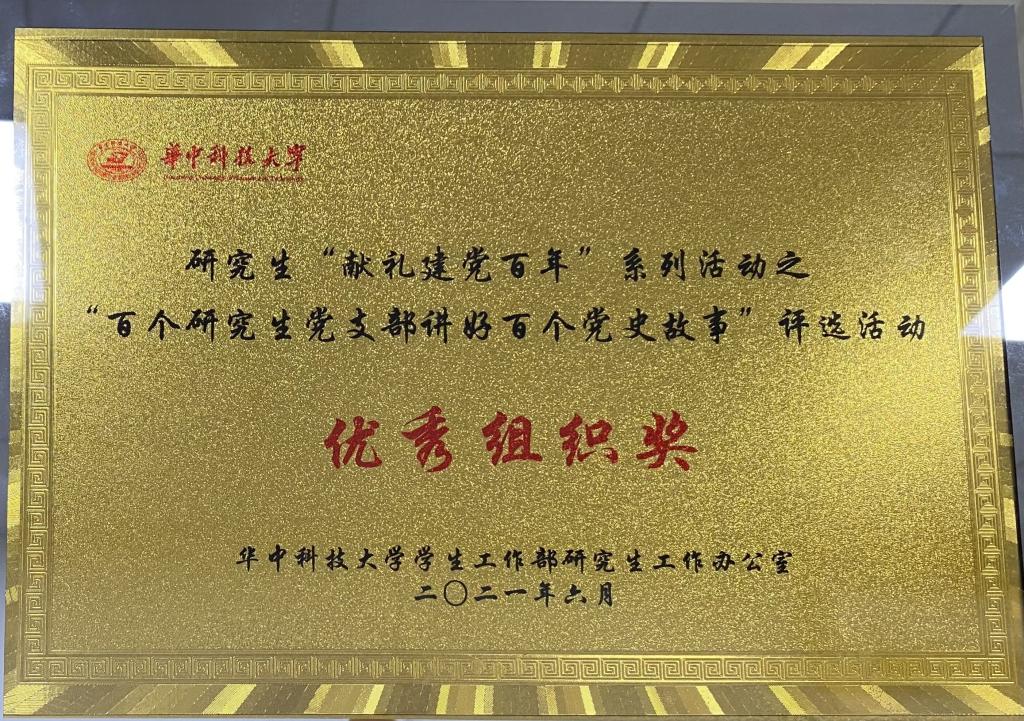 華中科技大学
研究生“献礼建党百年”系列活动之
“百个研究生党支部讲好百个党史故事”评选活动
优秀组织奖
华中科技大学学生工作部研究生工作办公室
二〇二一年六月